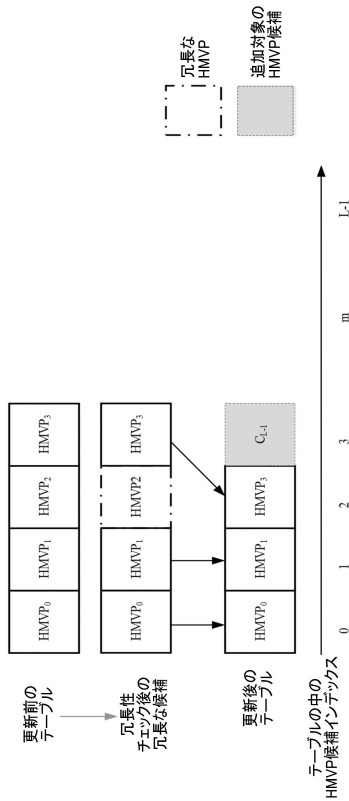 更新前の
テーブル
HMVP0
HMVP1
HMVP2
HMVP3
冗長性
チェック後の
冗長な候補
HMVP0
HMVP1
HMVP2
HMVP3
更新後の
テーブル
HMVP0
HMVP1
HMVP3
CL-1
テーブルの中の
HMVP候補インデックス
0
1
2
3
m
L-1
冗長な
HMVP
追加対象の
HMVP候補